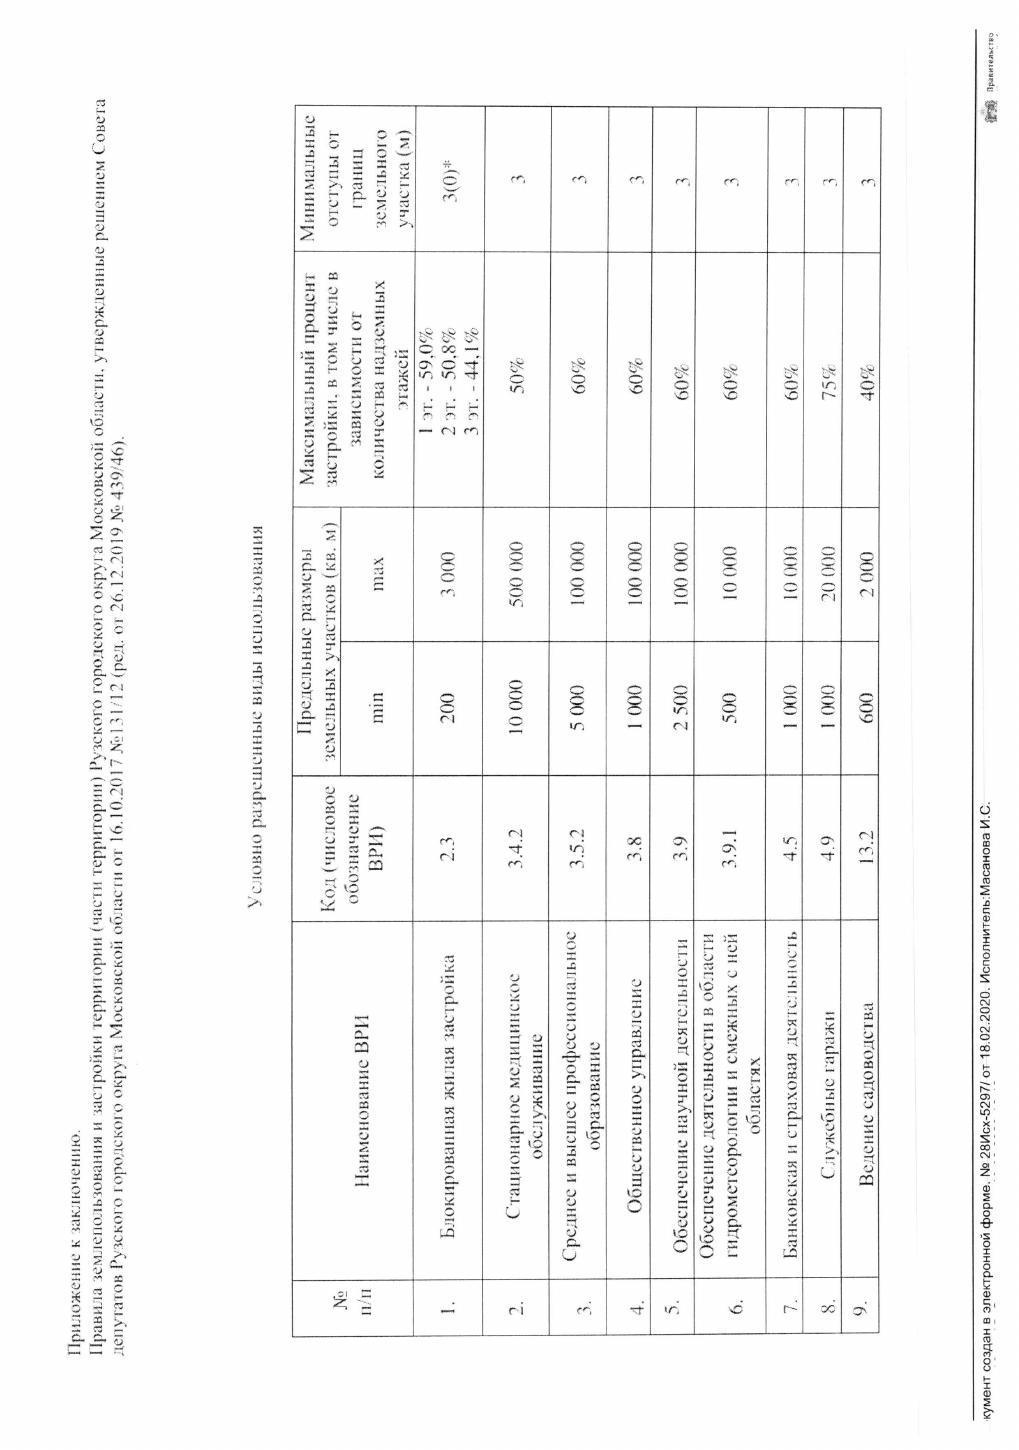 Приложение к заключению.
Правила землепользования и застройки территории (части территории) Рузского городского округа Московской области, утвержденные решением Совета
депутатов Рузского городского округа Московской области от 16.10.2017 №131/12 (ред. от 26.12.2019 № 439/46).
Условно разрешенные виды использования
№ п/п
Наименование ВРИ
Код (числовое обозначение ВРИ)
Предельные размеры земельных участков (кв. м)
min
max
Максимальный процент застройки, в том числе в зависимости от количества надземных этажей
Минимальные отступы от границ земельного участка (м)
1. Блокированная жилая застройка 2.3 200 3 000 1 эт. - 59,0% 2 эт. - 50,8% 3 эт. - 44,1% 3(0)*
2. Стационарное медицинское обслуживание 3.4.2 10 000 500 000 50% 3
3. Среднее и высшее профессиональное образование 3.5.2 5 000 100 000 60% 3
4. Общественное управление 3.8 1 000 100 000 60% 3
5. Обеспечение научной деятельности 3.9 2 500 100 000 60% 3
6. Обеспечение деятельности в области гидрометеорологии и смежных с ней областях 3.9.1 500 10 000 60% 3
7. Банковская и страховая деятельность 4.5 1 000 10 000 60% 3
8. Служебные гаражи 4.9 1 000 20 000 75% 3
9. Ведение садоводства 13.2 600 2 000 40% 3
кумент создан в электронной форме. № 28Исх-5297/ от 18.02.2020. Исполнитель:Масанова И.С.
Правительство